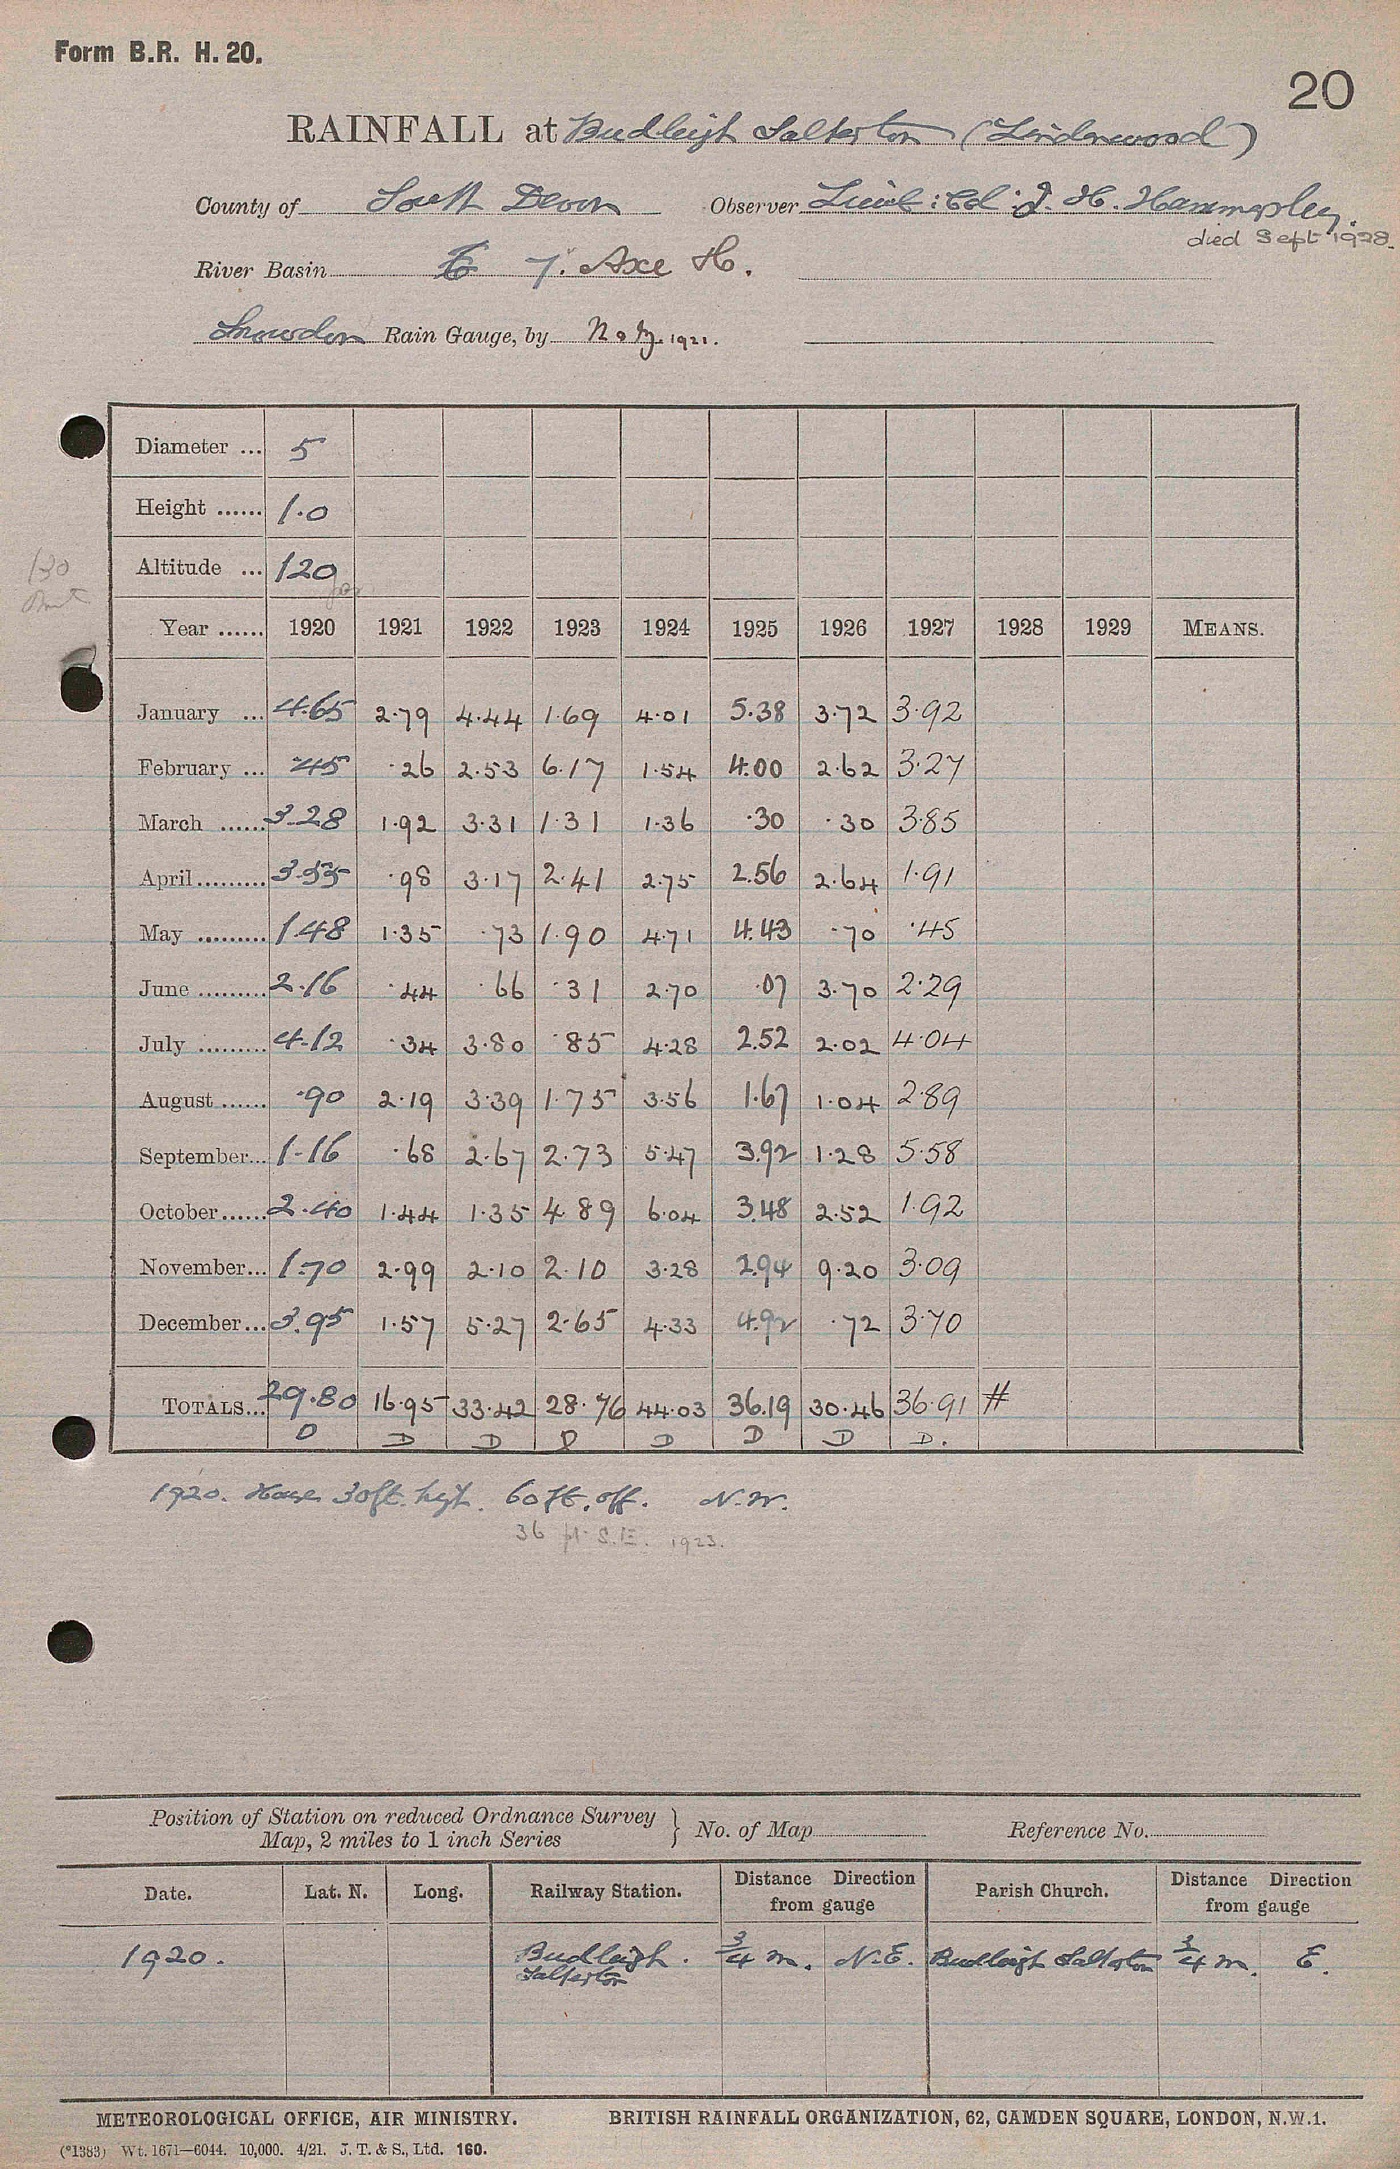 Form B.R. H. 20.
20
RAINFALL at Budleigh Salterton (Lindenwood)
County of South Devon Observer Lieut: Col: J. H. Hammersley.
died Sept 1928.
River Basin E 7. Axe H.
Snowdon Rain Gauge, by N & Z 1921.
Diameter ... 5
Height ...... 1.0
Altitude ... 120
130
Year ...... 1920 1921 1922 1923 1924 1925 1926 1927 1928 1929 MEANS.
January ... 4.65 2.79 4.44 1.69 4.01 5.38 3.72 3.92
February ... .45 .26 2.53 6.17 1.54 4.00 2.62 3.27
March ...... 3.28 1.92 3.31 1.31 1.36 .30 .30 3.85
April ......... 3.55 .98 3.17 2.41 2.75 2.56 2.64 1.91
May ......... 1.48 1.35 .73 1.90 4.71 4.43 .70 .45
June ......... 2.16 .44 .66 .31 2.70 .07 3.70 2.29
July ......... 4.12 .34 3.80 .85 4.28 2.52 2.02 4.04
August ...... .90 2.19 3.39 1.75 3.56 1.67 1.04 2.89
September... 1.16 .68 2.67 2.73 5.47 3.92 1.28 5.58
October...... 2.40 1.44 1.35 4.89 6.04 3.48 2.52 1.92
November... 1.70 2.99 2.10 2.10 3.28 2.94 9.20 3.09
December... 3.95 1.57 5.27 2.65 4.33 4.92 .72 3.70
TOTALS... 29.80 16.95 33.42 28.76 44.03 36.19 30.46 36.91 #
D D D D D D D D.
1920. House 30ft. high. 60 ft. off. N.W.
36 ft S.E. 1923.
Position of Station on reduced Ordnance Survey
Map, 2 miles to 1 inch Series } No. of Map Reference No.
Date. Lat. N. Long. Railway Station. Distance Direction from gauge Parish Church. Distance Direction from gauge
1920. Budleigh Salterton. 3/4 m. N.E. Budleigh Salterton 3/4 m. E.
METEOROLOGICAL OFFICE, AIR MINISTRY. BRITISH RAINFALL ORGANIZATION, 62, CAMDEN SQUARE, LONDON, N.W.1.
(*1383) Wt. 1671—6044. 10,000. 4/21. J. T. & S., Ltd. 160.